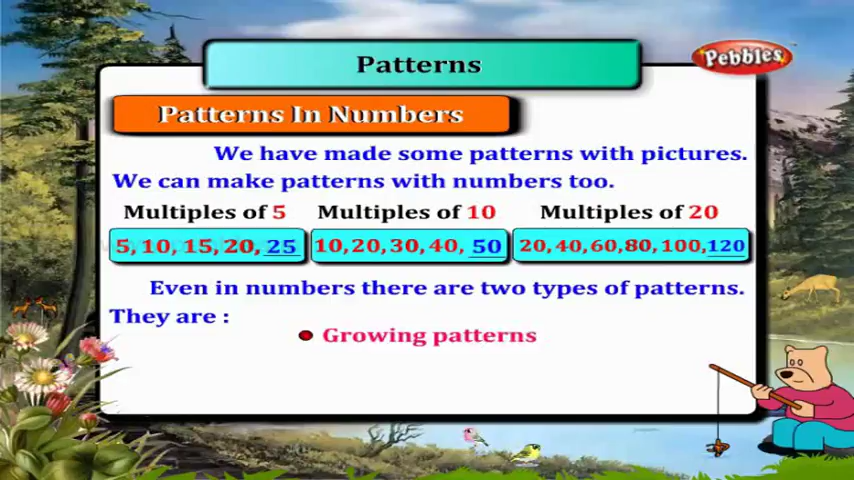 Patterns
Pebbles
Patterns In Numbers
We have made some patterns with pictures.
We can make patterns with numbers too.
Multiples of 5 Multiples of 10 Multiples of 20
5, 10, 15, 20, 25 10, 20, 30, 40, 50 20, 40, 60, 80, 100, 120
Even in numbers there are two types of patterns.
They are :
• Growing patterns